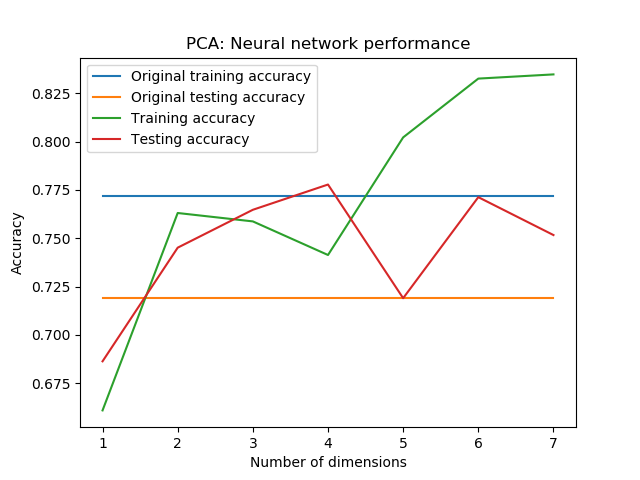 PCA: Neural network performance
Original training accuracy
Original testing accuracy
Training accuracy
Testing accuracy
Accuracy
0.825
0.800
0.775
0.750
0.725
0.700
0.675
1 2 3 4 5 6 7
Number of dimensions